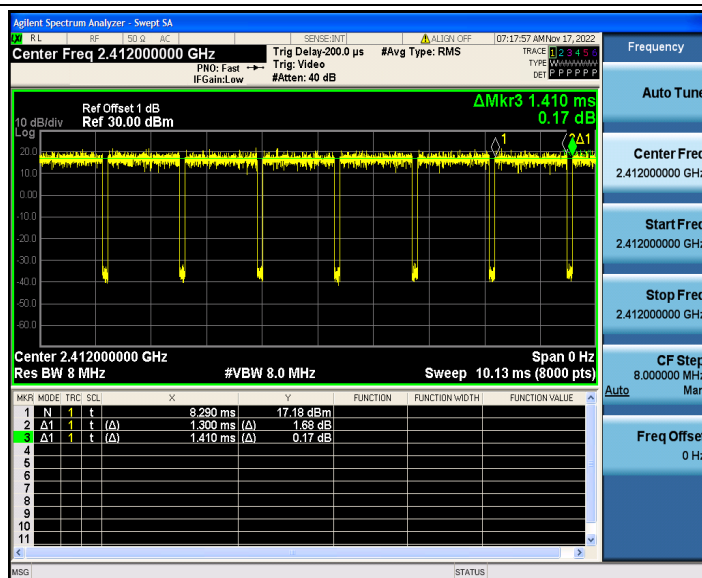 Agilent Spectrum Analyzer - Swept SA
LXI RL RF 50 Ω AC SENSE:INT ALIGN OFF 07:17:57 AM Nov 17, 2022
Center Freq 2.412000000 GHz
Trig Delay-200.0 µs #Avg Type: RMS TRACE 1 2 3 4 5 6
PNO: Fast Trig: Video TYPE WWWWWW
IFGain:Low #Atten: 40 dB DET P P P P P P
Ref Offset 1 dB
10 dB/div Ref 30.00 dBm
ΔMkr3 1.410 ms
0.17 dB
Log
20.0
10.0
0.00
-10.0
-20.0
-30.0
-40.0
-50.0
-60.0
1
Δ1
Center 2.412000000 GHz Span 0 Hz
Res BW 8 MHz #VBW 8.0 MHz Sweep 10.13 ms (8000 pts)
MKR MODE TRC SCL X Y FUNCTION FUNCTION WIDTH FUNCTION VALUE
1 N 1 t 8.290 ms 17.18 dBm
2 Δ1 1 t (Δ) 1.300 ms (Δ) 1.68 dB
3 Δ1 1 t (Δ) 1.410 ms (Δ) 0.17 dB
4
5
6
7
8
9
10
11
MSG STATUS
Frequency
Auto Tune
Center Freq
2.412000000 GHz
Start Freq
2.412000000 GHz
Stop Freq
2.412000000 GHz
CF Step
8.000000 MHz
Auto Man
Freq Offset
0 Hz